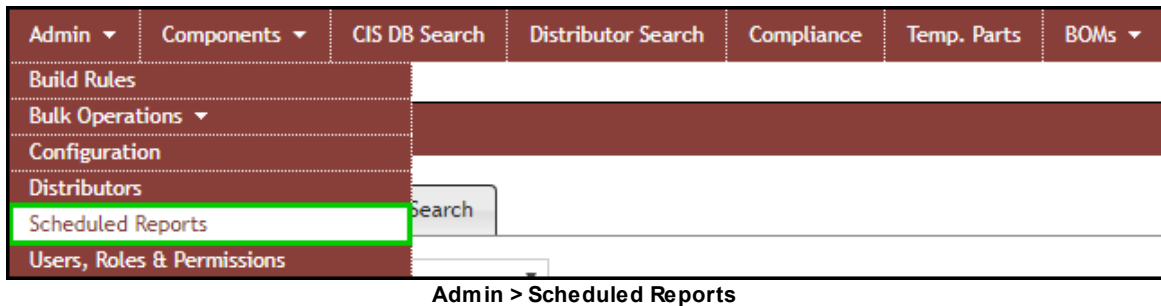 Admin Components CIS DB Search Distributor Search Compliance Temp. Parts BOMs
Build Rules
Bulk Operations
Configuration
Distributors
Scheduled Reports
Search
Users, Roles & Permissions
Admin > Scheduled Reports